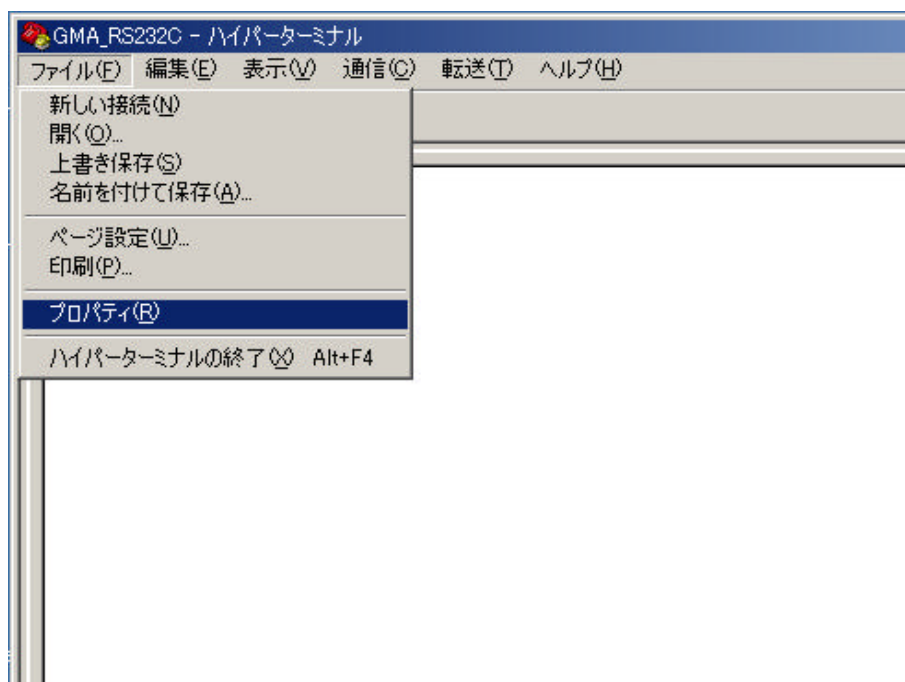 GMA_RS232C - ハイパーターミナル
ファイル(F) 編集(E) 表示(V) 通信(C) 転送(T) ヘルプ(H)
新しい接続(N)
開く(O)...
上書き保存(S)
名前を付けて保存(A)...
ページ設定(U)...
印刷(P)...
プロパティ(R)
ハイパーターミナルの終了(X) Alt+F4